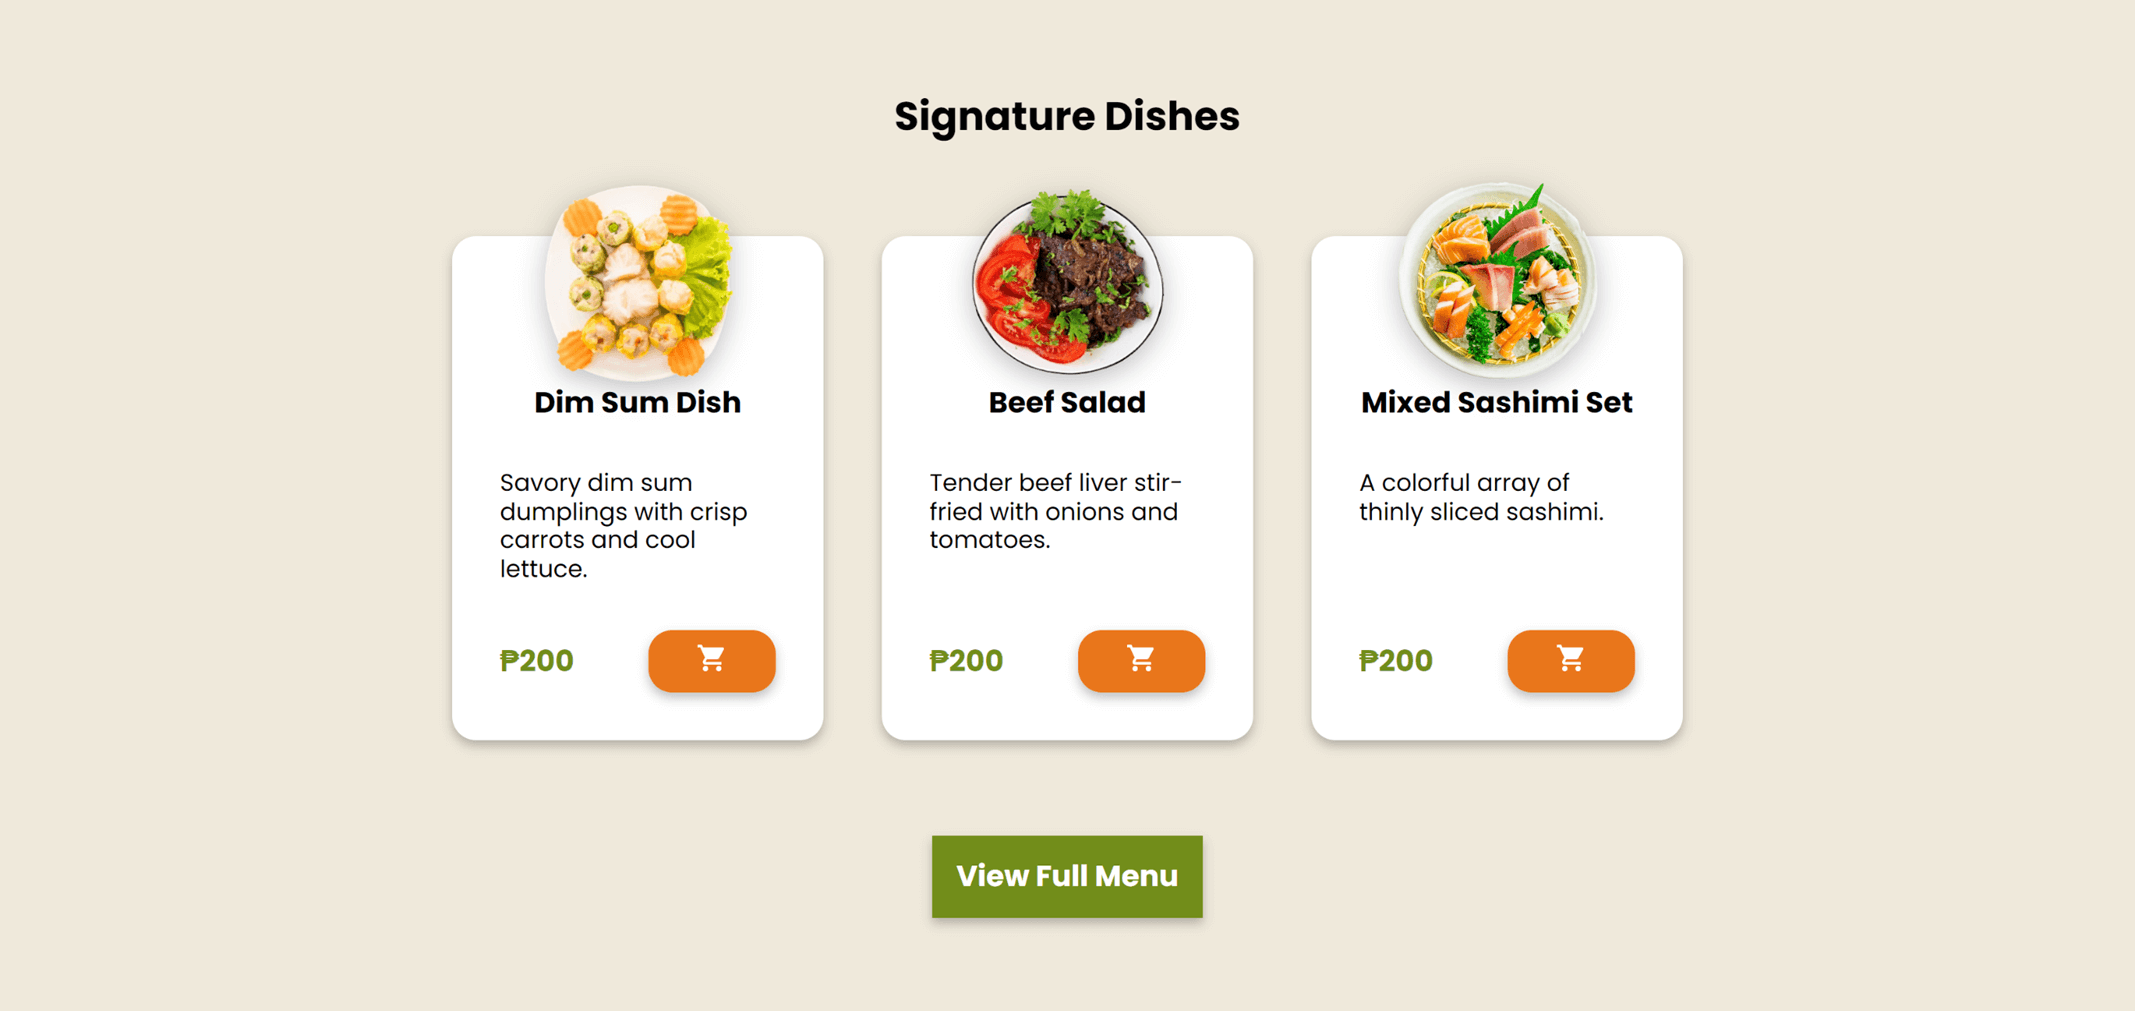 Signature Dishes
Dim Sum Dish
Savory dim sum
dumplings with crisp
carrots and cool
lettuce.
₱200
Beef Salad
Tender beef liver stir-
fried with onions and
tomatoes.
₱200
Mixed Sashimi Set
A colorful array of
thinly sliced sashimi.
₱200
View Full Menu